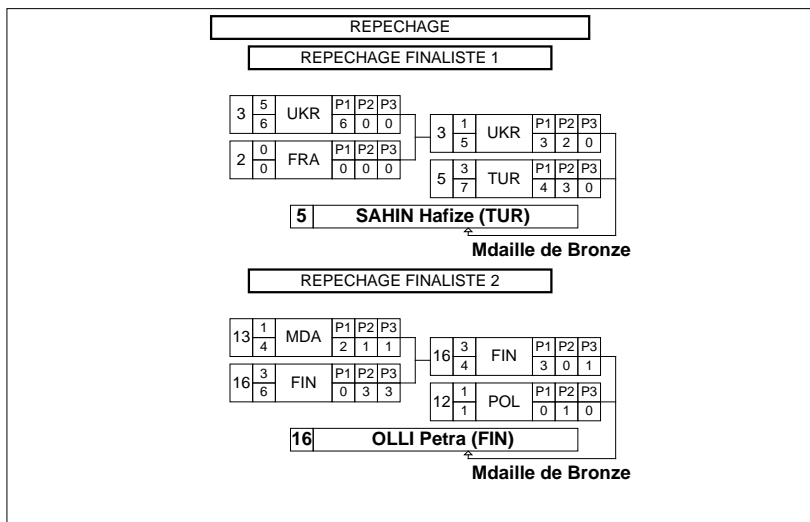 REPECHAGE
REPECHAGE FINALISTE 1
3 5 6 UKR P1 P2 P3 6 0 0
2 0 0 FRA P1 P2 P3 0 0 0
3 1 5 UKR P1 P2 P3 3 2 0
5 3 7 TUR P1 P2 P3 4 3 0
5 SAHIN Hafize (TUR)
Mdaille de Bronze
REPECHAGE FINALISTE 2
13 1 4 MDA P1 P2 P3 2 1 1
16 3 6 FIN P1 P2 P3 0 3 3
16 3 4 FIN P1 P2 P3 3 0 1
12 1 1 POL P1 P2 P3 0 1 0
16 OLLI Petra (FIN)
Mdaille de Bronze